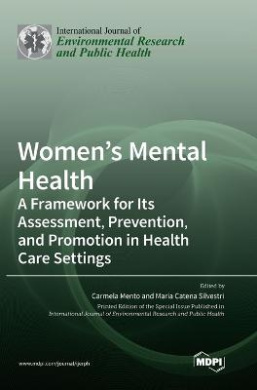 International Journal of
Environmental Research
and Public Health
Women's Mental
Health
A Framework for Its
Assessment, Prevention,
and Promotion in Health
Care Settings
Edited by
Carmela Mento and Maria Catena Silvestri
Printed Edition of the Special Issue Published in
International Journal of Environmental Research and Public Health
www.mdpi.com/journal/ijerph
MDPI